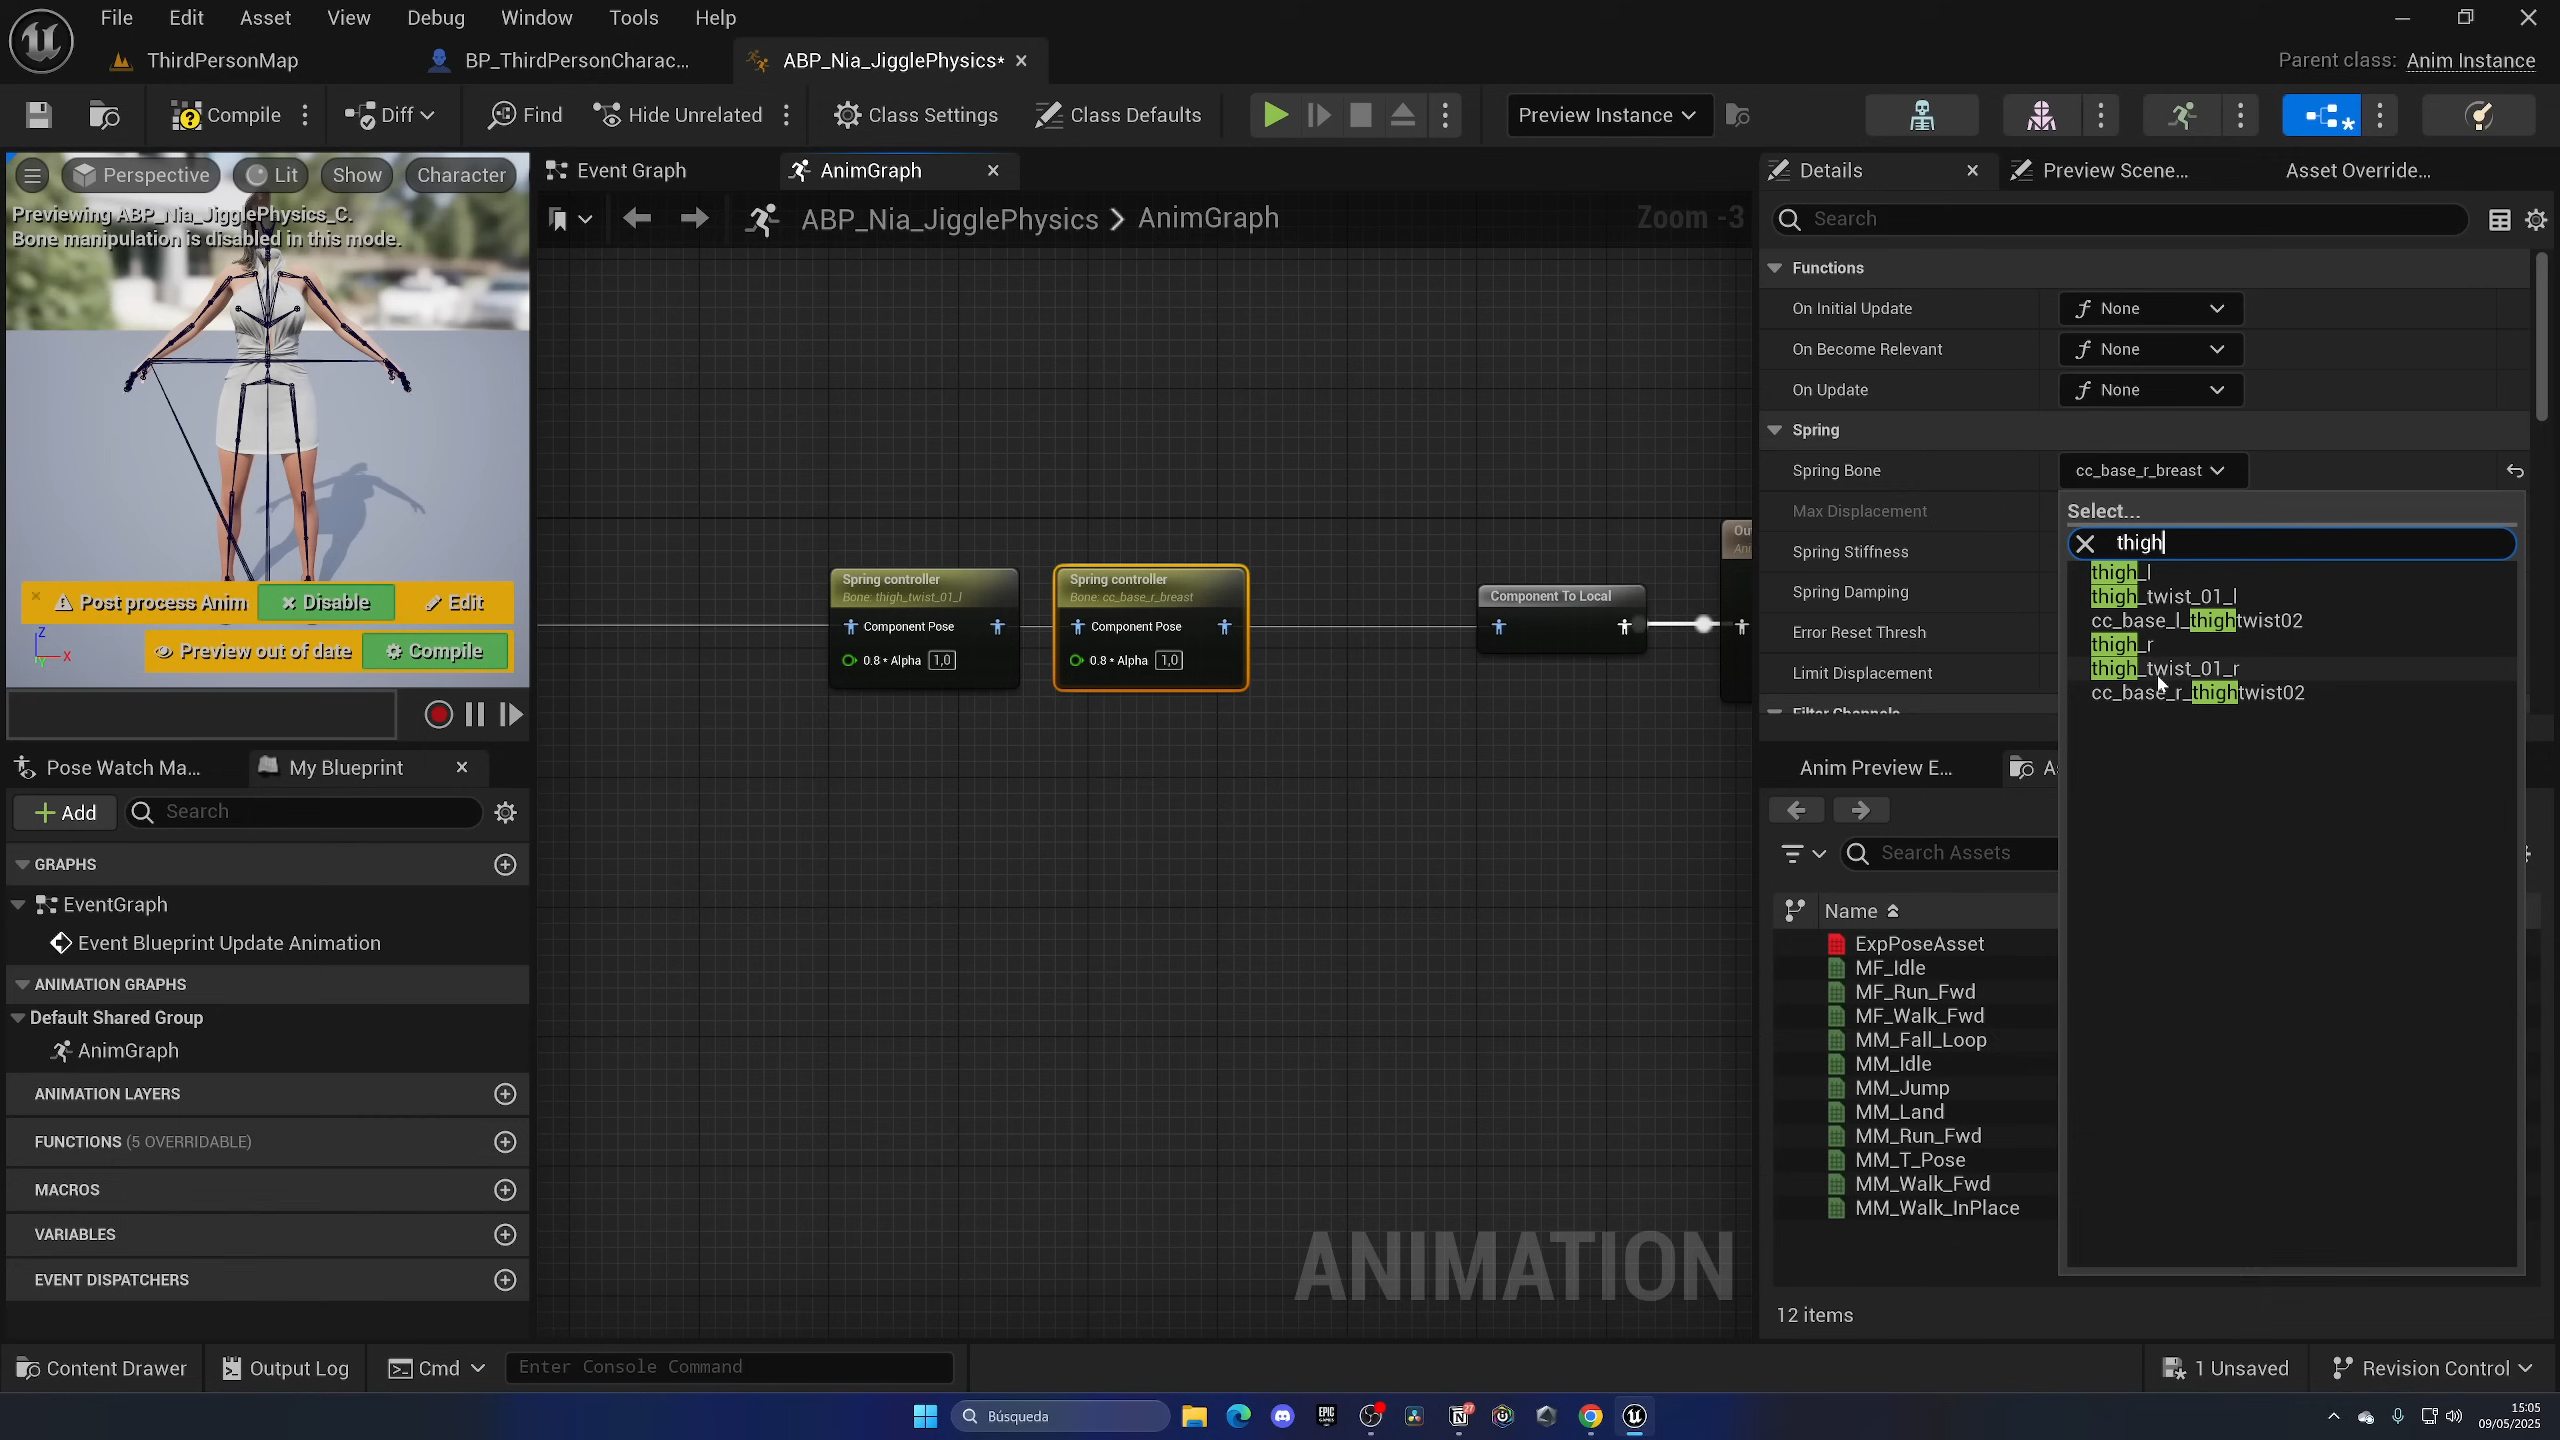 File Edit Asset View Debug Window Tools Help
ThirdPersonMap BP_ThirdPersonCharac... ABP_Nia_JigglePhysics* Parent class: Anim Instance
Compile Diff Find Hide Unrelated Class Settings Class Defaults Preview Instance
Perspective Lit Show Character
Previewing ABP_Nia_JigglePhysics_C.
Bone manipulation is disabled in this mode.
Post process Anim Disable Edit
Preview out of date Compile
Z
X
Y
Pose Watch Ma... My Blueprint
Add Search
GRAPHS
EventGraph
Event Blueprint Update Animation
ANIMATION GRAPHS
Default Shared Group
AnimGraph
ANIMATION LAYERS
FUNCTIONS (5 OVERRIDABLE)
MACROS
VARIABLES
EVENT DISPATCHERS
Event Graph AnimGraph
ABP_Nia_JigglePhysics > AnimGraph Zoom -3
Spring controller
Bone: thigh_twist_01_l
Component Pose
0.8 * Alpha 1,0
Spring controller
Bone: cc_base_r_breast
Component Pose
0.8 * Alpha 1,0
Component To Local
Ou
Ani
ANIMATION
Details Preview Scene... Asset Override...
Search
Functions
On Initial Update None
On Become Relevant None
On Update None
Spring
Spring Bone cc_base_r_breast
Max Displacement
Spring Stiffness
Spring Damping
Error Reset Thresh
Limit Displacement
Filter Channels
Select...
thigh
thigh_l
thigh_twist_01_l
cc_base_l_thightwist02
thigh_r
thigh_twist_01_r
cc_base_r_thightwist02
Anim Preview E... A
Search Assets
Name
ExpPoseAsset
MF_Idle
MF_Run_Fwd
MF_Walk_Fwd
MM_Fall_Loop
MM_Idle
MM_Jump
MM_Land
MM_Run_Fwd
MM_T_Pose
MM_Walk_Fwd
MM_Walk_InPlace
12 items
Content Drawer Output Log Cmd Enter Console Command 1 Unsaved Revision Control
Búsqueda
15:05
09/05/2025